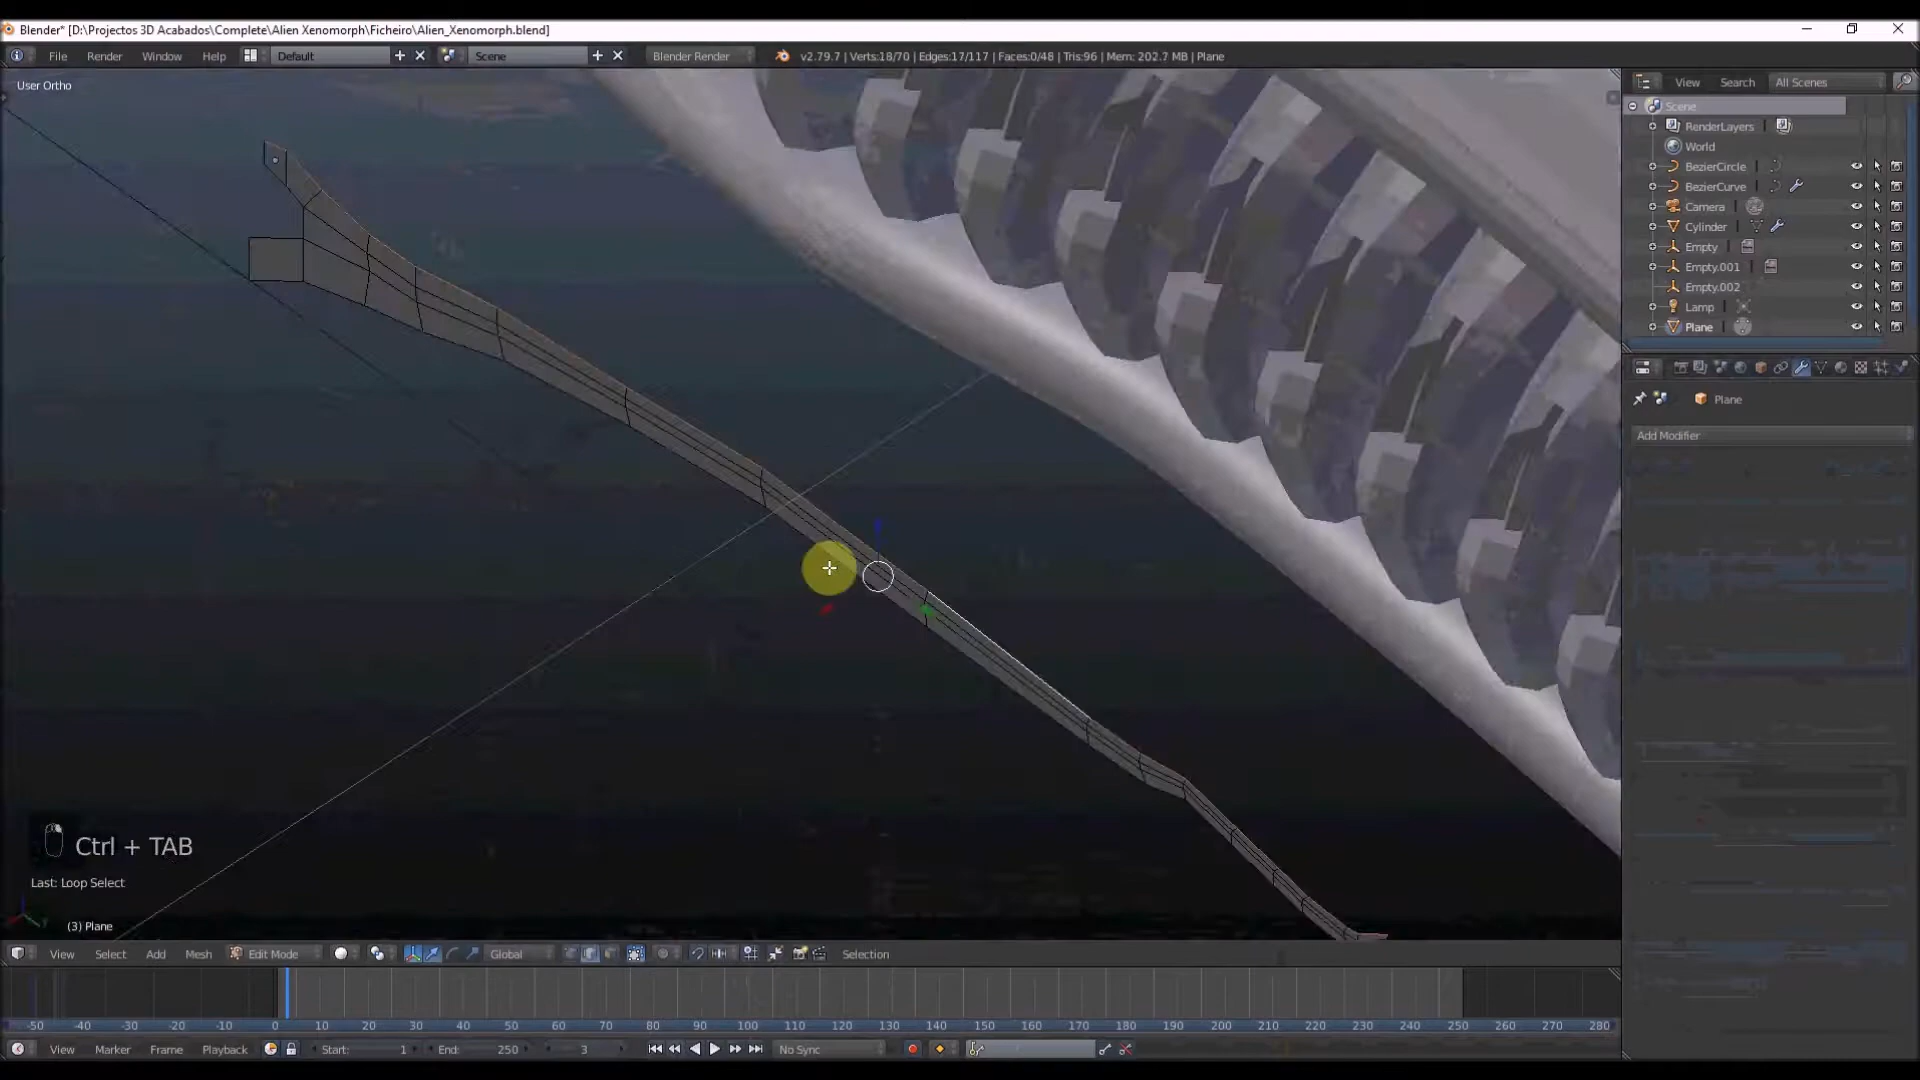 Blender* [D:\Projectos 3D Acabados\Complete\Alien Xenomorph\Ficheiro\Alien_Xenomorph.blend]
File Render Window Help Default Scene Blender Render v2.79.7 | Verts:18/70 | Edges:17/117 | Faces:0/48 | Tris:96 | Mem: 202.7 MB | Plane
User Ortho
View Search All Scenes
Scene
RenderLayers
World
BezierCircle
BezierCurve
Camera
Cylinder
Empty
Empty.001
Empty.002
Lamp
Plane
Plane
Add Modifier
Ctrl + TAB
Last: Loop Select
(3) Plane
View Select Add Mesh Edit Mode Global Selection
-50 -40 -30 -20 -10 0 10 20 30 40 50 60 70 80 90 100 110 120 130 140 150 160 170 180 190 200 210 220 230 240 250 260 270 280
View Marker Frame Playback Start: 1 End: 250 3 No Sync